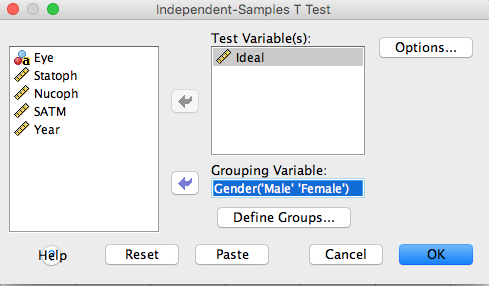 Independent-Samples T Test
Test Variable(s):
Options...
Eye
Statoph
Nucoph
SATM
Year
Ideal
Grouping Variable:
Gender('Male' 'Female')
Define Groups...
Help
Reset
Paste
Cancel
OK